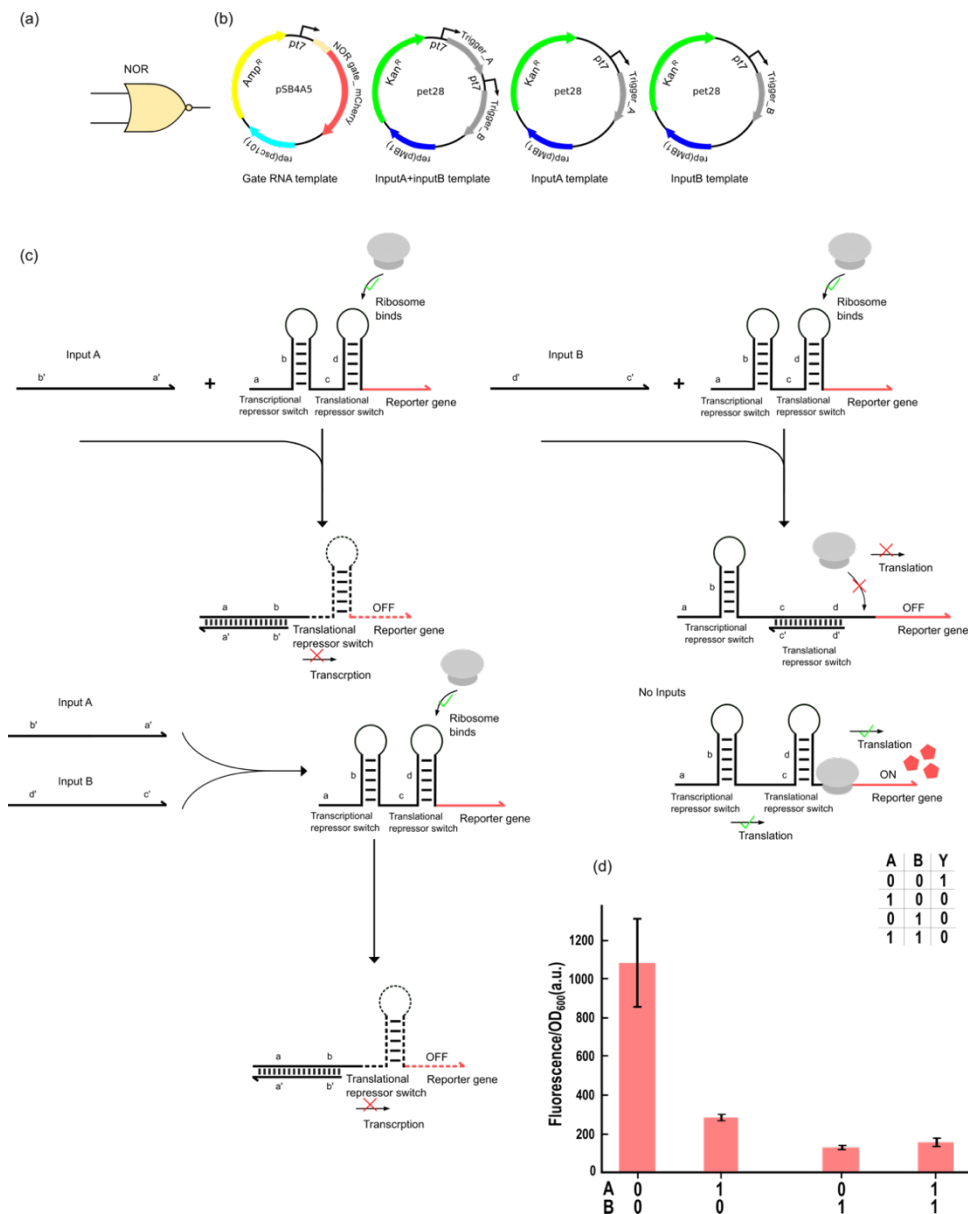 (a)
NOR
(b)
pt7
Amp R
NOR gate_mCherry
pSB4A5
rep(psc101)
Gate RNA template
pt7
Trigger_A
Kan R
pt7
pet28
Trigger_B
rep(pMB1)
InputA+inputB template
Kan R
pt7
Trigger_A
pet28
rep(pMB1)
InputA template
Kan R
pt7
Trigger_B
pet28
rep(pMB1)
InputB template
(c)
Input A
b' a'
+
Ribosome
binds
b d
a c
Transcriptional
repressor switch
Translational
repressor switch
Reporter gene
Input B
d' c'
+
Ribosome
binds
b d
a c
Transcriptional
repressor switch
Translational
repressor switch
Reporter gene
a b
a' b'
OFF
Translational
repressor switch
Reporter gene
Transcrption
Translation
b
a c d
OFF
c' d'
Transcriptional
repressor switch
Translational
repressor switch
Reporter gene
Input A
b' a'
Input B
d' c'
Ribosome
binds
b d
a c
Transcriptional
repressor switch
Translational
repressor switch
Reporter gene
No Inputs
Translation
b d
a c
ON
Transcriptional
repressor switch
Translational
repressor switch
Reporter gene
Translation
a b
a' b'
OFF
Translational
repressor switch
Reporter gene
Transcrption
(d)
A B Y
0 0 1
1 0 0
0 1 0
1 1 0
Fluorescence/OD600(a.u.)
1200
1000
800
600
400
200
0
A 0 1 0 1
B 0 0 1 1